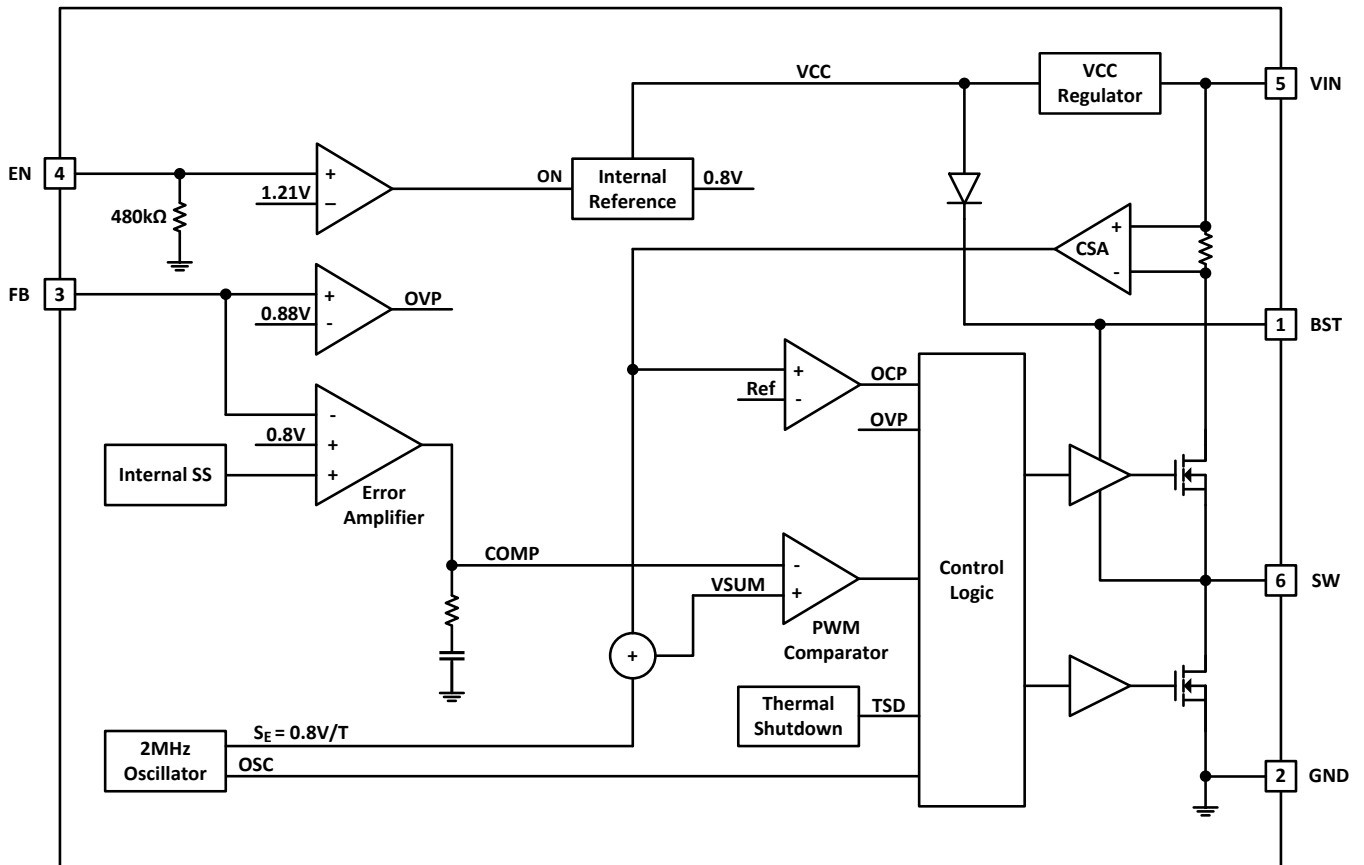 VCC
VCC
Regulator
5
VIN
EN
4
+
1.21V
–
480kΩ
ON
Internal
Reference
0.8V
+
CSA
-
FB
3
+
0.88V
-
OVP
1
BST
+
Ref
-
OCP
OVP
-
0.8V
+
+
Internal SS
Error
Amplifier
COMP
-
VSUM
+
PWM
Comparator
Control
Logic
6
SW
+
Thermal
Shutdown
TSD
2MHz
Oscillator
SE = 0.8V/T
OSC
2
GND